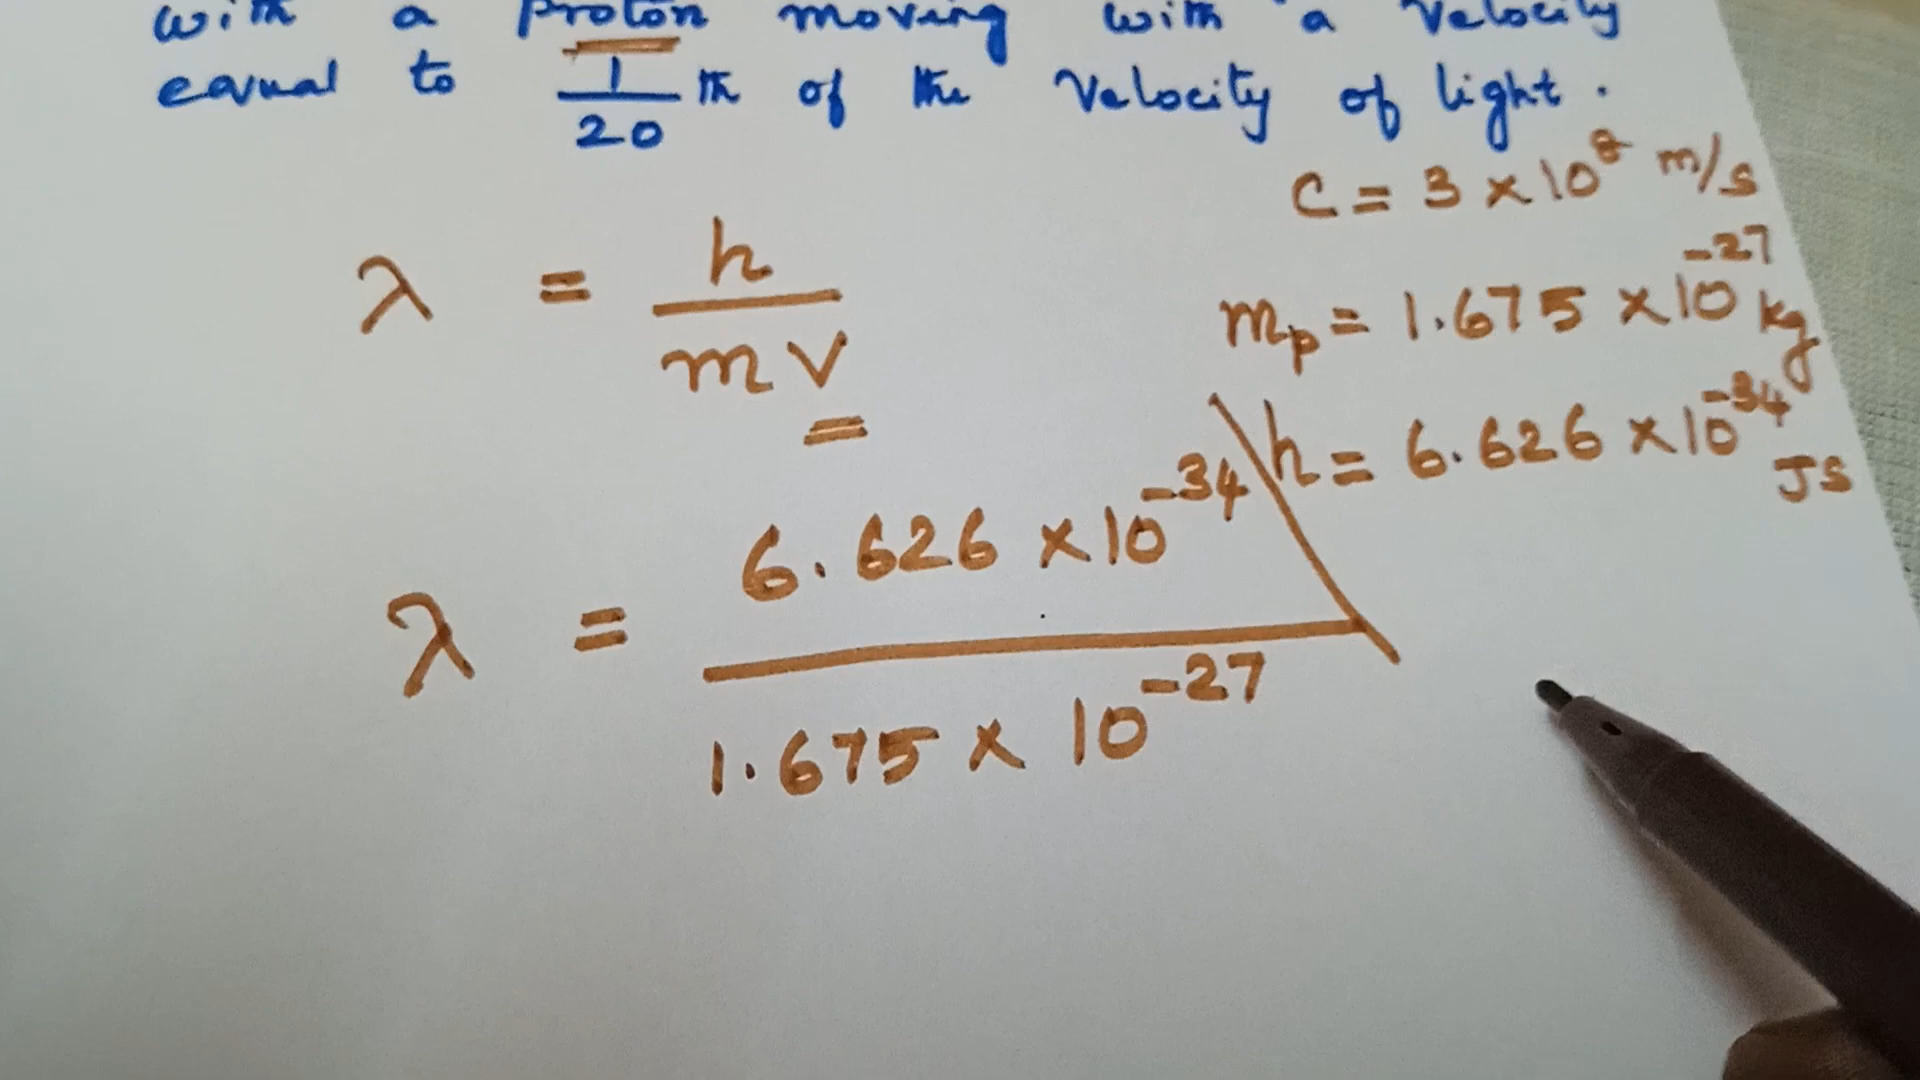 with a proton moving with a velocity
equal to 1/20 th of the velocity of light.
C = 3 × 10⁸ m/s
λ = h / m V
mₚ = 1.675 × 10⁻²⁷ kg
h = 6.626 × 10⁻³⁴ JS
λ = 6.626 × 10⁻³⁴ / 1.675 × 10⁻²⁷